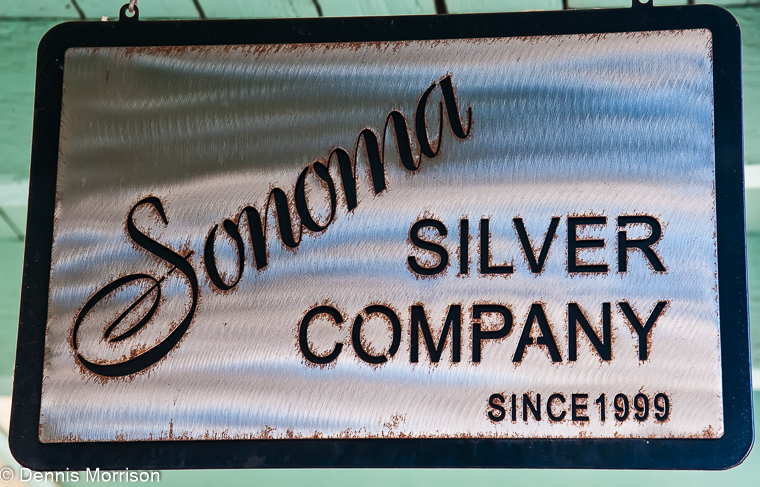 Sonoma
SILVER
COMPANY
SINCE1999
© Dennis Morrison